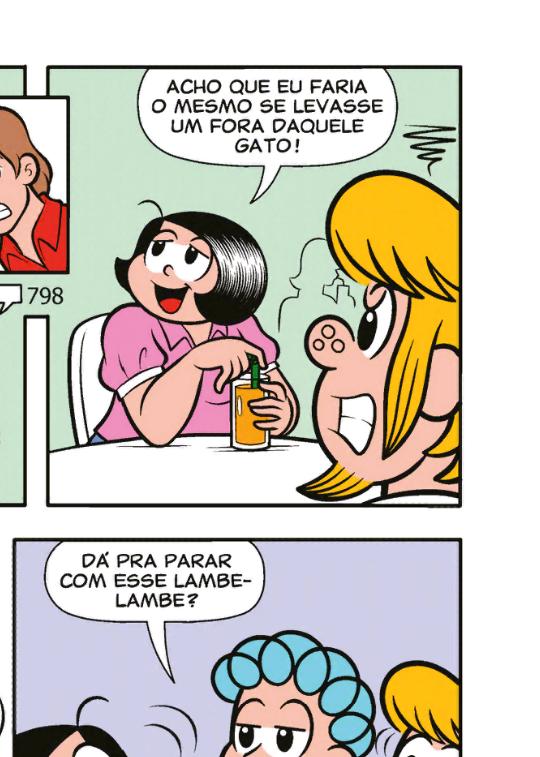 ACHO QUE EU FARIA
O MESMO SE LEVASSE
UM FORA DAQUELE
GATO!
798
DÁ PRA PARAR
COM ESSE LAMBE-
LAMBE?